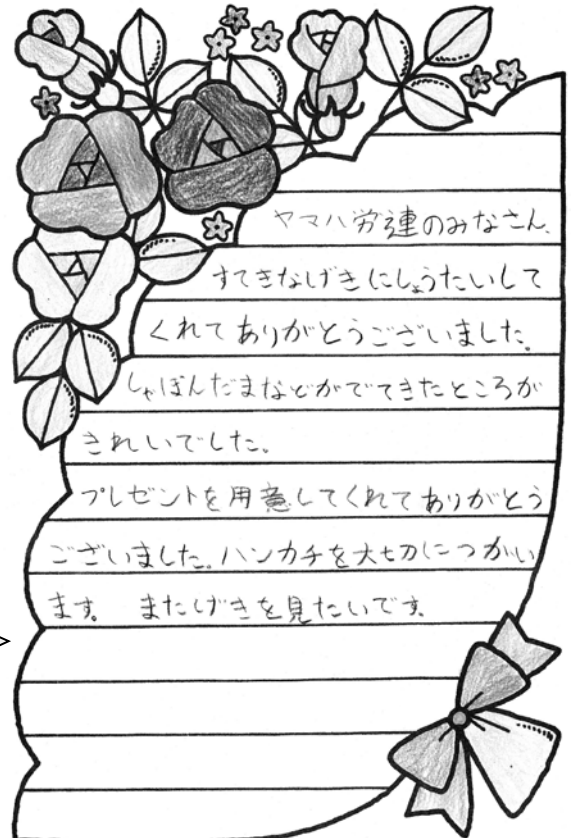 ヤマハ労連のみなさん、
すてきなげきにしょうたいして
くれてありがとうございました。
しゃぼんだまなどがでてきたところが
きれいでした。
プレゼントを用意してくれてありがとう
ございました。ハンカチを大切につかい
ます。 またげきを見たいです。
>